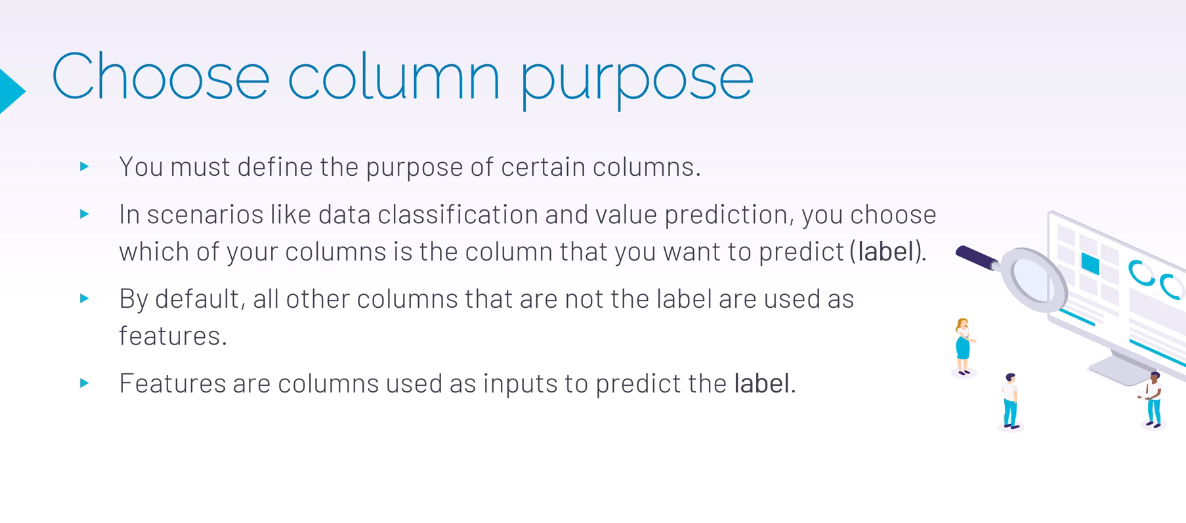 Choose column purpose
You must define the purpose of certain columns.
In scenarios like data classification and value prediction, you choose
which of your columns is the column that you want to predict (label).
By default, all other columns that are not the label are used as
features.
Features are columns used as inputs to predict the label.